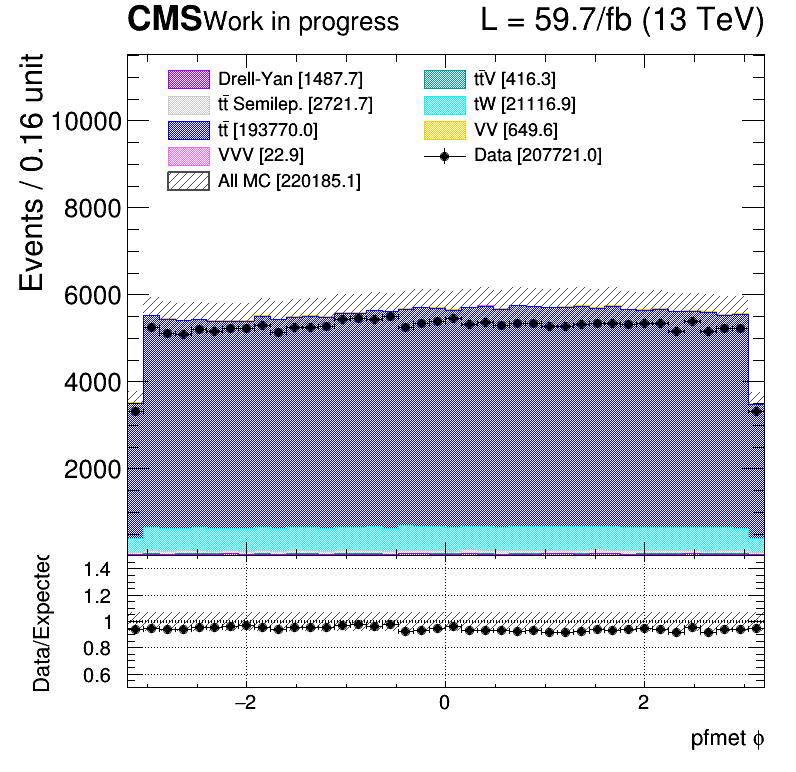 CMS Work in progress L = 59.7/fb (13 TeV)
Drell-Yan [1487.7] tt̄V [416.3]
tt̄ Semilep. [2721.7] tW [21116.9]
tt̄ [193770.0] VV [649.6]
VVV [22.9] Data [207721.0]
All MC [220185.1]
Events / 0.16 unit
10000
8000
6000
4000
2000
Data/Expected
1.4
1.2
1
0.8
0.6
−2 0 2
pfmet ϕ